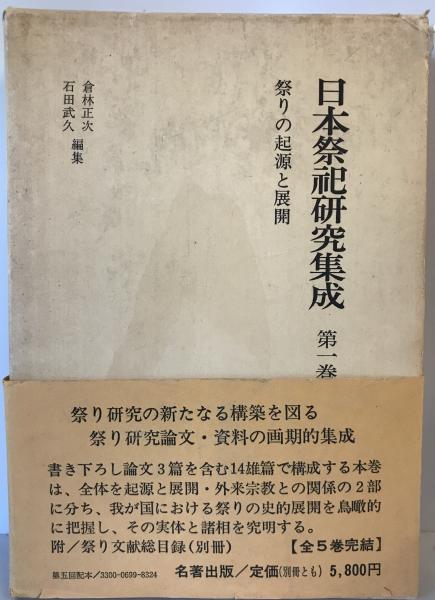 日本祭祀研究集成 第一巻
祭りの起源と展開
倉林正次
石田武久 編集
祭り研究の新たなる構築を図る
祭り研究論文・資料の画期的集成
書き下ろし論文3篇を含む14雄篇で構成する本巻
は、全体を起源と展開・外来宗教との関係の2部
に分ち、我が国における祭りの史的展開を鳥瞰的
に把握し、その実体と諸相を究明する。
附/祭り文献総目録(別冊) 【全5巻完結】
第五回配本/3300-0699-8324 名著出版/定価(別冊とも)5,800円